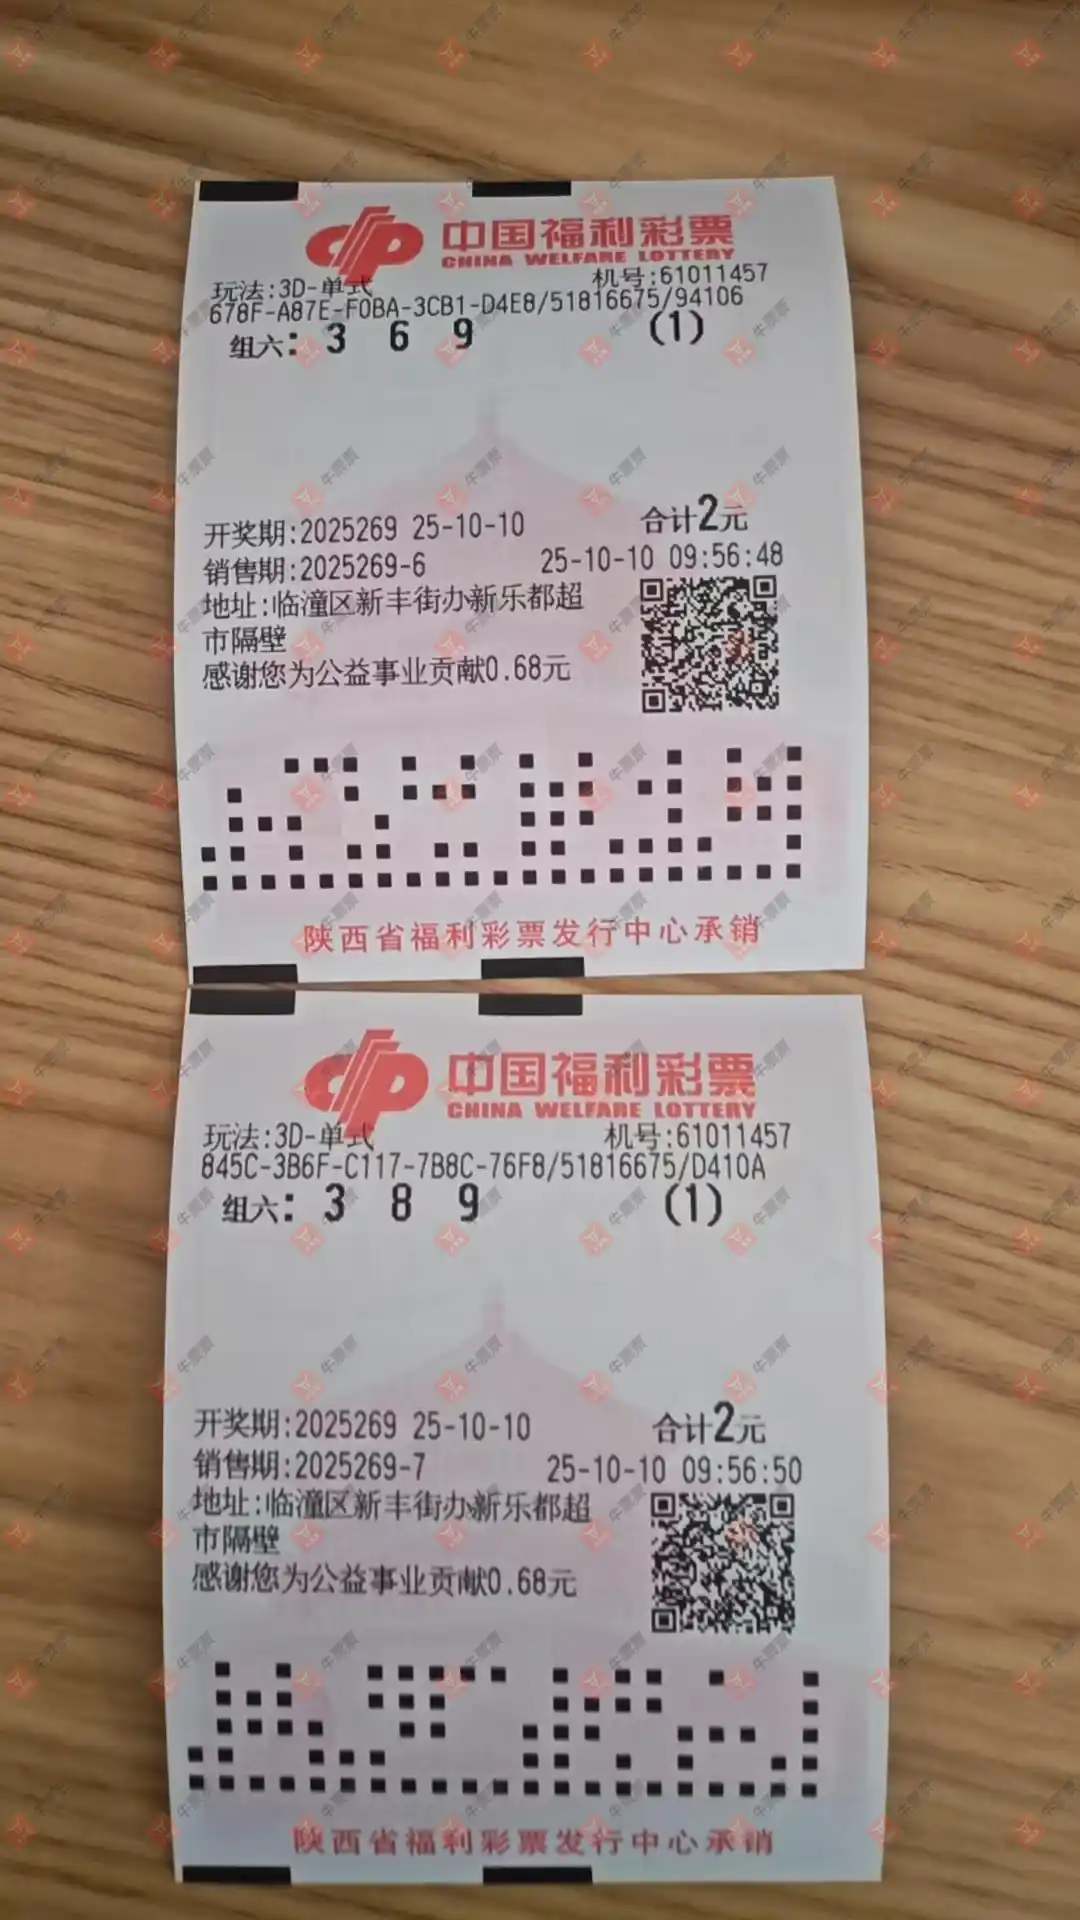 中国福利彩票
CHINA WELFARE LOTTERY
玩法:3D-单式 机号:61011457
678F-A87E-F0BA-3CB1-D4E8/51816675/94106
组六: 3 6 9 (1)
开奖期:2025269 25-10-10 合计2元
销售期:2025269-6 25-10-10 09:56:48
地址:临潼区新丰街办新乐都超
市隔壁
感谢您为公益事业贡献0.68元
陕西省福利彩票发行中心承销
中国福利彩票
CHINA WELFARE LOTTERY
玩法:3D-单式 机号:61011457
845C-3B6F-C117-7B8C-76F8/51816675/D410A
组六: 3 8 9 (1)
开奖期:2025269 25-10-10 合计2元
销售期:2025269-7 25-10-10 09:56:50
地址:临潼区新丰街办新乐都超
市隔壁
感谢您为公益事业贡献0.68元
陕西省福利彩票发行中心承销